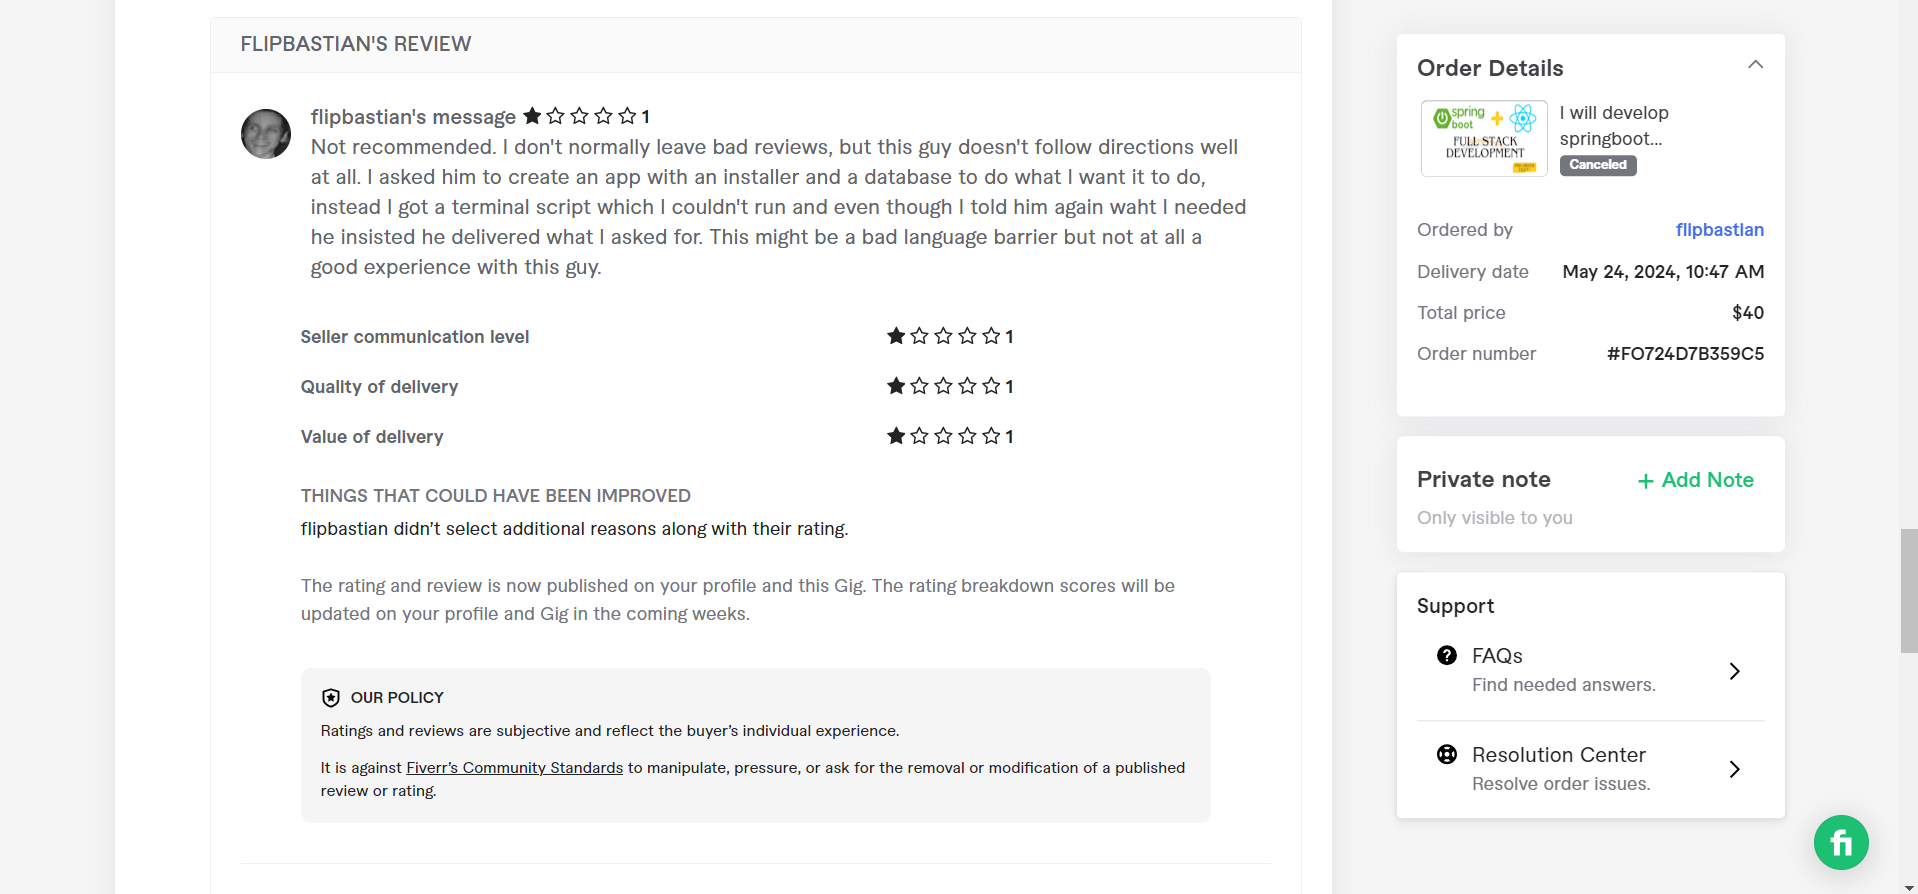 FLIPBASTIAN'S REVIEW
flipbastian's message 1
Not recommended. I don't normally leave bad reviews, but this guy doesn't follow directions well
at all. I asked him to create an app with an installer and a database to do what I want it to do,
instead I got a terminal script which I couldn't run and even though I told him again waht I needed
he insisted he delivered what I asked for. This might be a bad language barrier but not at all a
good experience with this guy.
Seller communication level 1
Quality of delivery 1
Value of delivery 1
THINGS THAT COULD HAVE BEEN IMPROVED
flipbastian didn’t select additional reasons along with their rating.
The rating and review is now published on your profile and this Gig. The rating breakdown scores will be
updated on your profile and Gig in the coming weeks.
OUR POLICY
Ratings and reviews are subjective and reflect the buyer’s individual experience.
It is against Fiverr’s Community Standards to manipulate, pressure, or ask for the removal or modification of a published
review or rating.
Order Details
spring
boot
FULL STACK
DEVELOPMENT
I will develop
springboot...
Canceled
Ordered by flipbastian
Delivery date May 24, 2024, 10:47 AM
Total price $40
Order number #FO724D7B359C5
Private note + Add Note
Only visible to you
Support
FAQs
Find needed answers.
Resolution Center
Resolve order issues.
fi